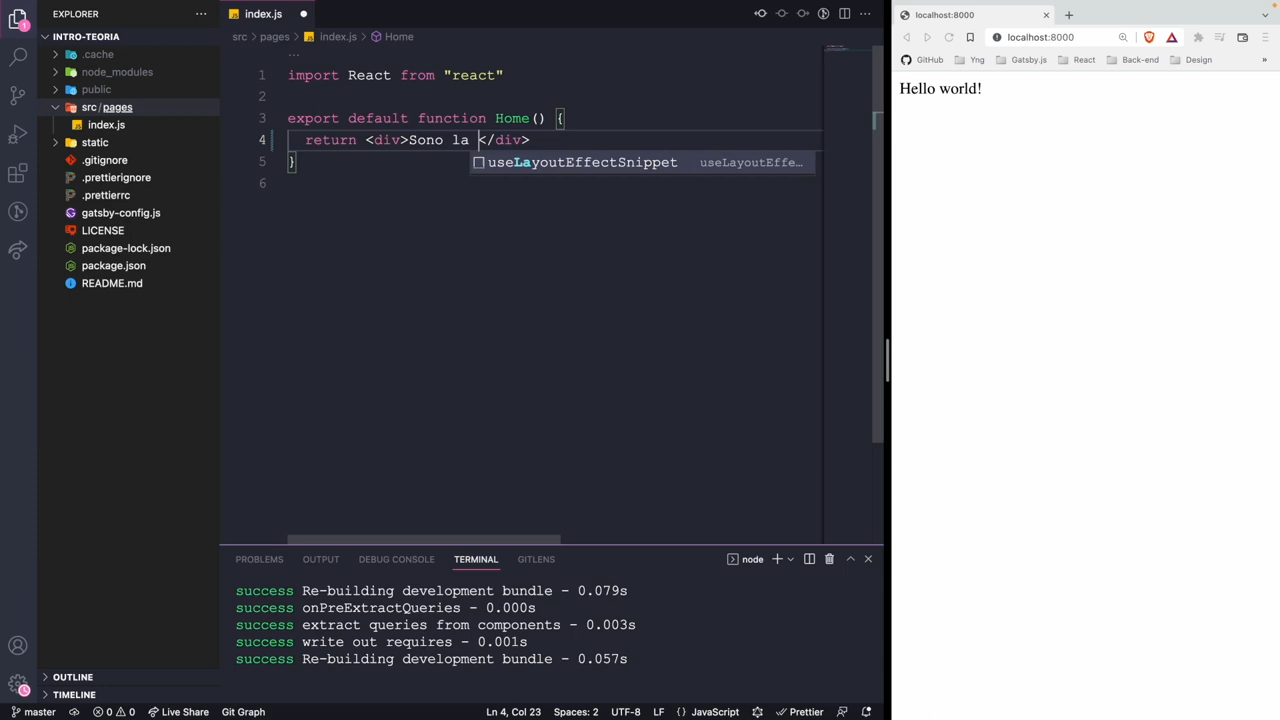 EXPLORER
···
INTRO-TEORIA
.cache
node_modules
public
src / pages
index.js
static
.gitignore
.prettierignore
.prettierrc
gatsby-config.js
LICENSE
package-lock.json
package.json
README.md
OUTLINE
TIMELINE
index.js
src > pages > index.js > Home
1 import React from "react"
2
3 export default function Home() {
4 return <div>Sono la </div>
5 }
6
useLayoutEffectSnippet useLayoutEffe…
PROBLEMS OUTPUT DEBUG CONSOLE TERMINAL GITLENS
node
success Re-building development bundle - 0.079s
success onPreExtractQueries - 0.000s
success extract queries from components - 0.003s
success write out requires - 0.001s
success Re-building development bundle - 0.057s
master 0 0 Live Share Git Graph Ln 4, Col 23 Spaces: 2 UTF-8 LF {} JavaScript Prettier
localhost:8000
localhost:8000
GitHub Yng Gatsby.js React Back-end Design »
Hello world!
1